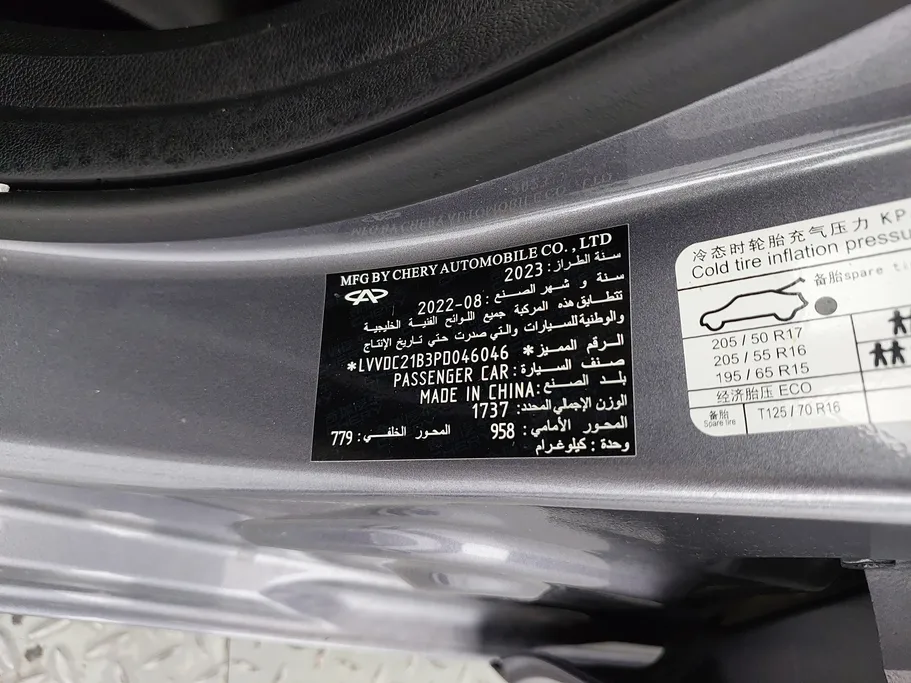 MFG BY CHERY AUTOMOBILE CO., LTD
سنة الطراز: 2023
سنة و شهر الصنع: 2022-08
تتطابق هذه المركبة جميع اللوائح الفنية الخليجية
والوطنية للسيارات والتي صدرت حتي تاريخ الإنتاج
الرقم المميز: *LVVDC21B3PD046046*
صنف السيارة: PASSENGER CAR
بلد الصنع: MADE IN CHINA
الوزن الإجمالي المحدد: 1737
المحور الأمامي: 958 المحور الخلفي: 779
وحدة: كيلوغرام
冷态时轮胎充气压力 KP
Cold tire inflation pressu
备胎spare ti
205 / 50 R17
205 / 55 R16
195 / 65 R15
经济胎压 ECO
备胎 Spare tire T125 / 70 R16